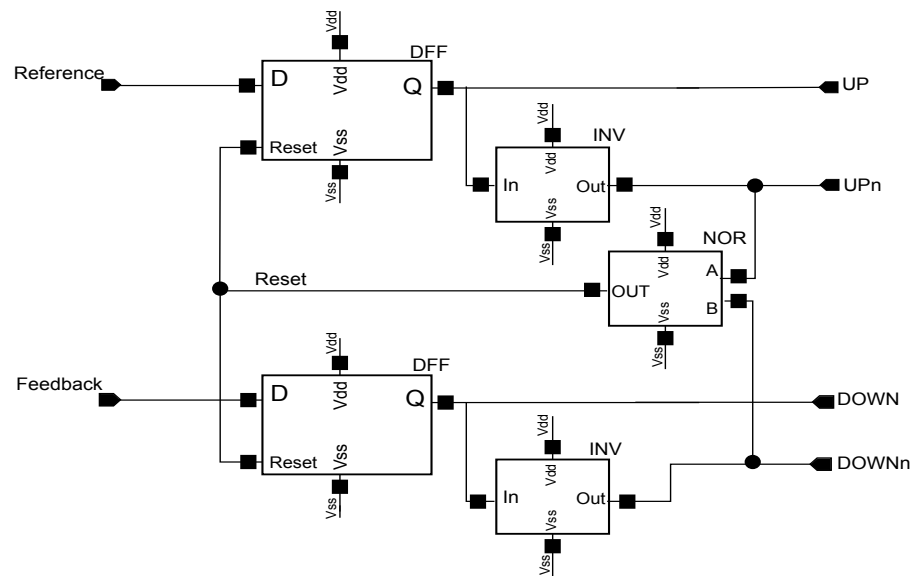 Vdd
DFF
Reference
D
Vdd
Q
UP
Reset
Vss
Vss
Vdd
INV
Vdd
In
Out
UPn
Vss
Vss
Vdd
NOR
Vdd
A
Reset
OUT
B
Vss
Vss
Vdd
DFF
Feedback
D
Vdd
Q
DOWN
Reset
Vss
Vss
Vdd
INV
Vdd
In
Out
DOWNn
Vss
Vss